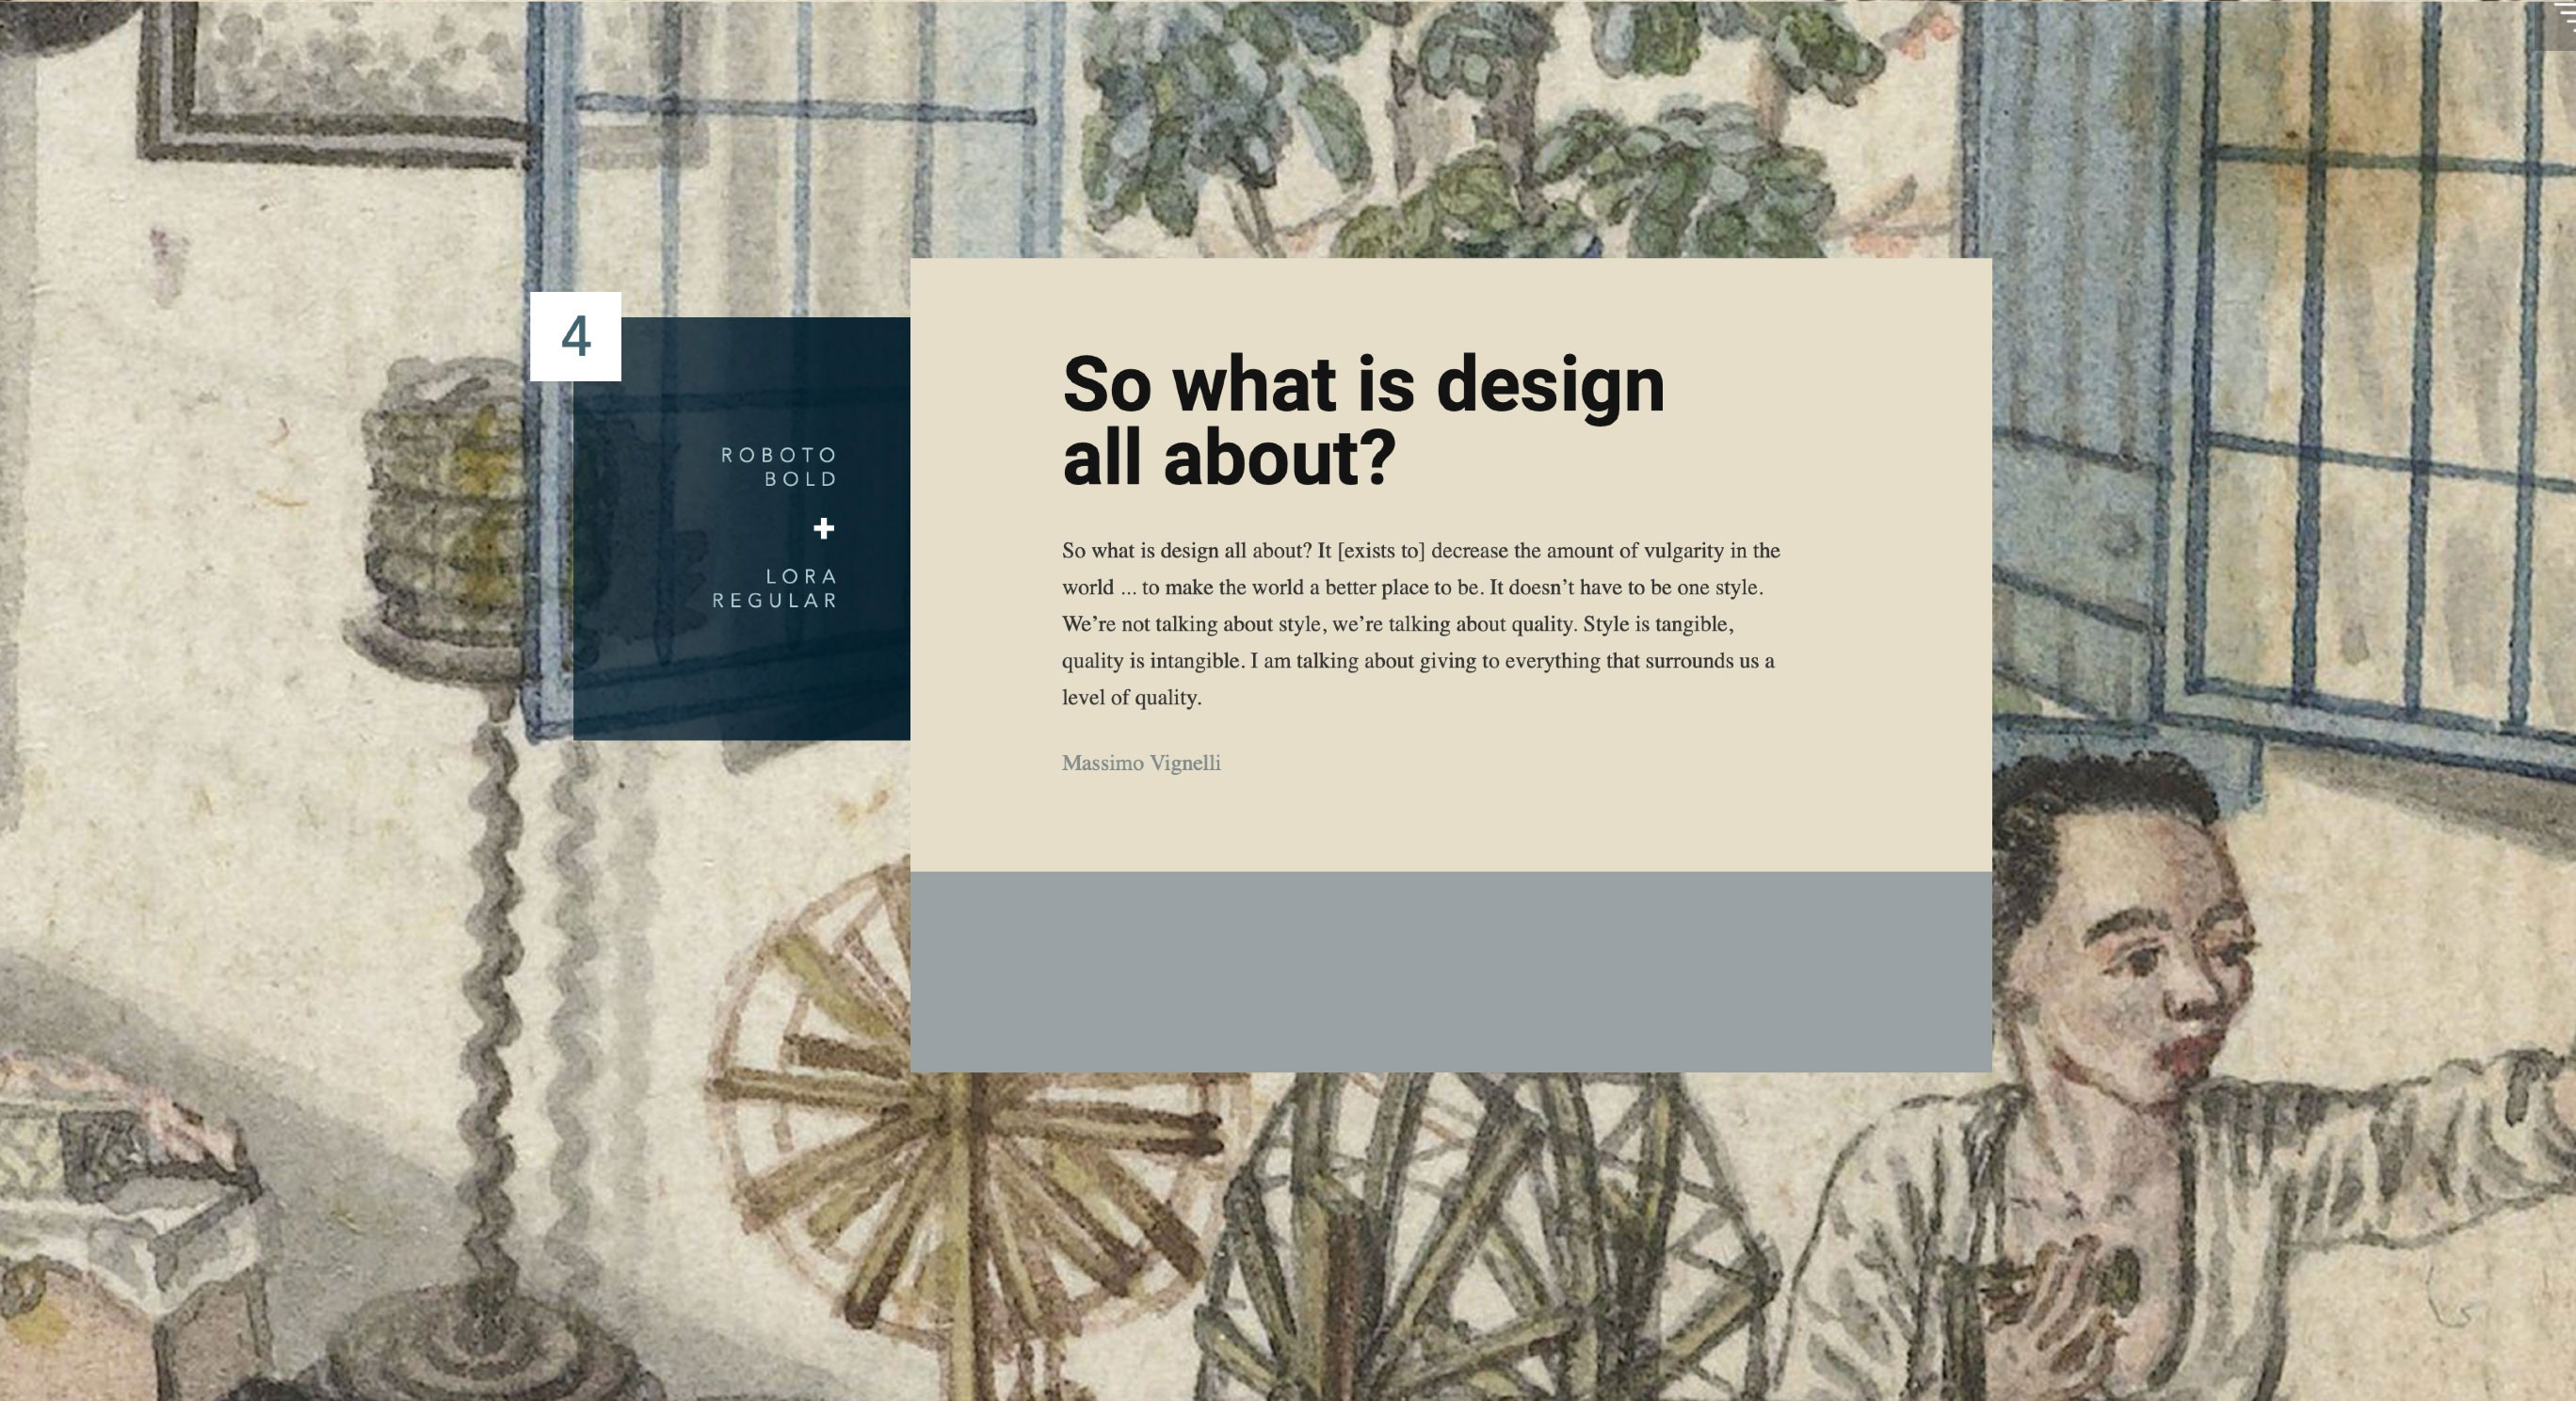 4
ROBOTO
BOLD
+
LORA
REGULAR
So what is design
all about?
So what is design all about? It [exists to] decrease the amount of vulgarity in the
world ... to make the world a better place to be. It doesn’t have to be one style.
We’re not talking about style, we’re talking about quality. Style is tangible,
quality is intangible. I am talking about giving to everything that surrounds us a
level of quality.
Massimo Vignelli